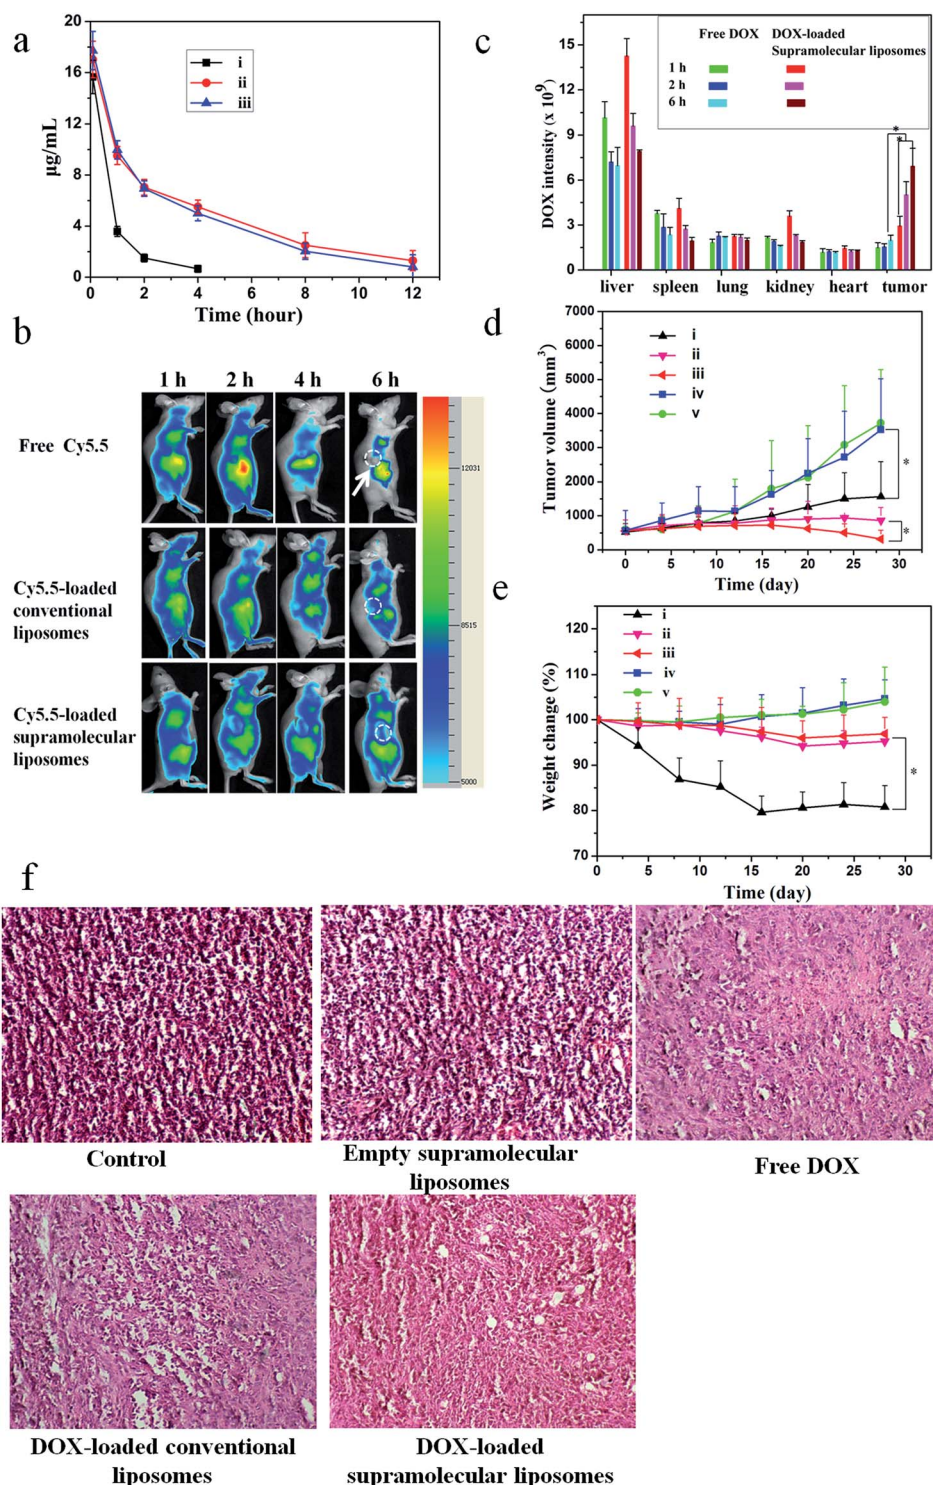 a
20
16
12
8
4
0
µg/mL
i
ii
iii
0 2 4 6 8 10 12
Time (hour)
b
1 h 2 h 4 h 6 h
Free Cy5.5
Cy5.5-loaded
conventional
liposomes
Cy5.5-loaded
supramolecular
liposomes
12031
8515
5000
c
15
12
9
6
3
0
DOX intensity (x 10⁹)
Free DOX
DOX-loaded
Supramolecular liposomes
1 h
2 h
6 h
*
*
liver spleen lung kidney heart tumor
d
7000
6000
5000
4000
3000
2000
1000
0
Tumor volume (mm³)
i
ii
iii
iv
v
*
*
0 5 10 15 20 25 30
Time (day)
e
120
110
100
90
80
70
Weight change (%)
i
ii
iii
iv
v
*
0 5 10 15 20 25 30
Time (day)
f
Control
Empty supramolecular
liposomes
Free DOX
DOX-loaded conventional
liposomes
DOX-loaded
supramolecular liposomes